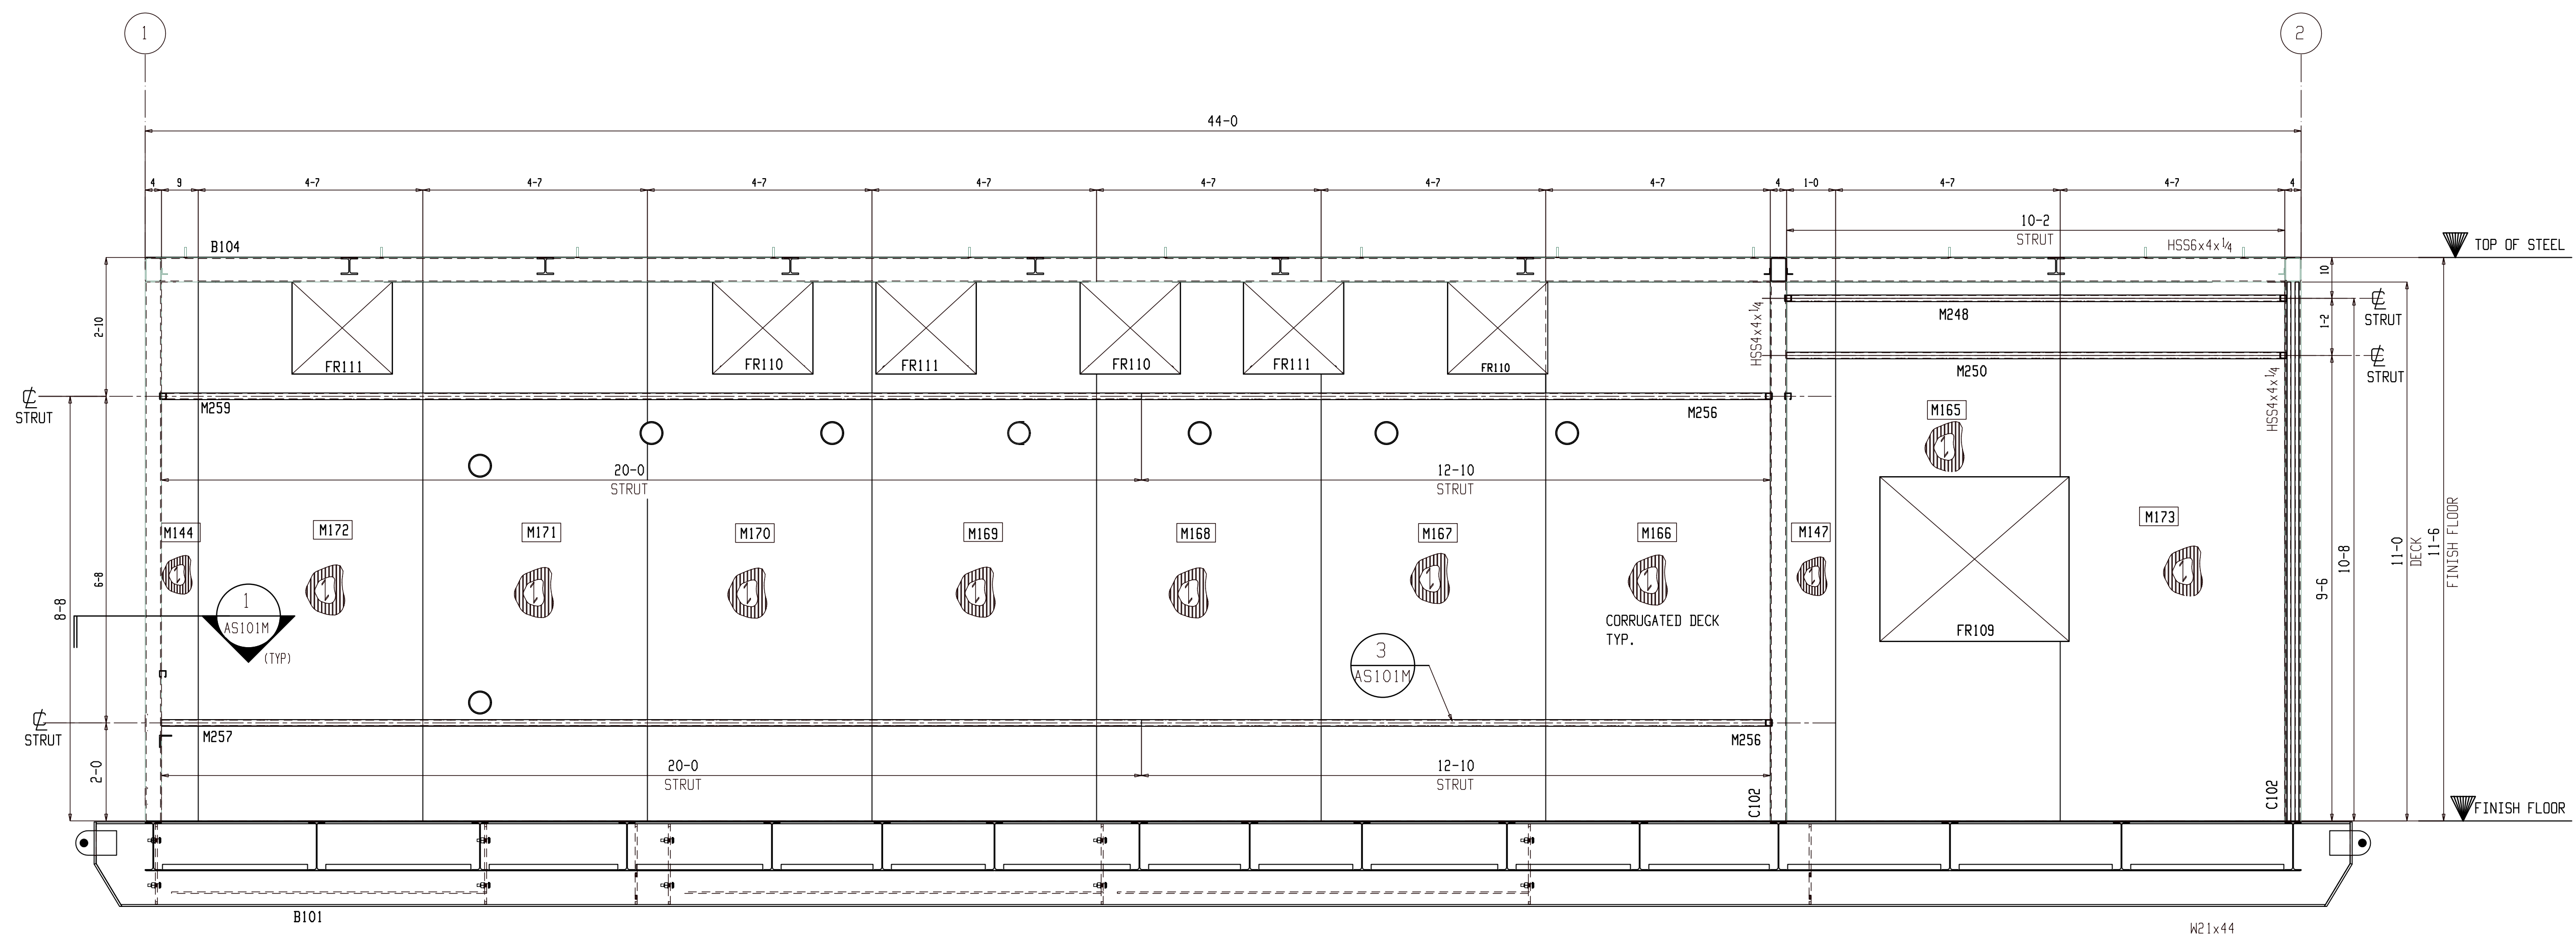 1
2
44-0
4
9
4-7
4-7
4-7
4-7
4-7
4-7
4-7
4
1-0
4-7
4-7
4
10-2
STRUT
B104
HSS6x4x1/4
TOP OF STEEL
2-10
10
1-2
FR111
FR110
FR111
FR110
FR111
FR110
HSS4x4x1/4
M248
M250
℄
STRUT
℄
STRUT
℄
STRUT
M259
M256
HSS4x4x1/4
M165
20-0
STRUT
12-10
STRUT
M144
M172
M171
M170
M169
M168
M167
M166
M147
M173
6-8
8-8
9-6
10-8
11-0
DECK
11-6
FINISH FLOOR
1
AS101M
(TYP)
CORRUGATED DECK
TYP.
FR109
3
AS101M
℄
STRUT
M257
M256
2-0
20-0
STRUT
12-10
STRUT
C102
C102
FINISH FLOOR
B101
W21x44